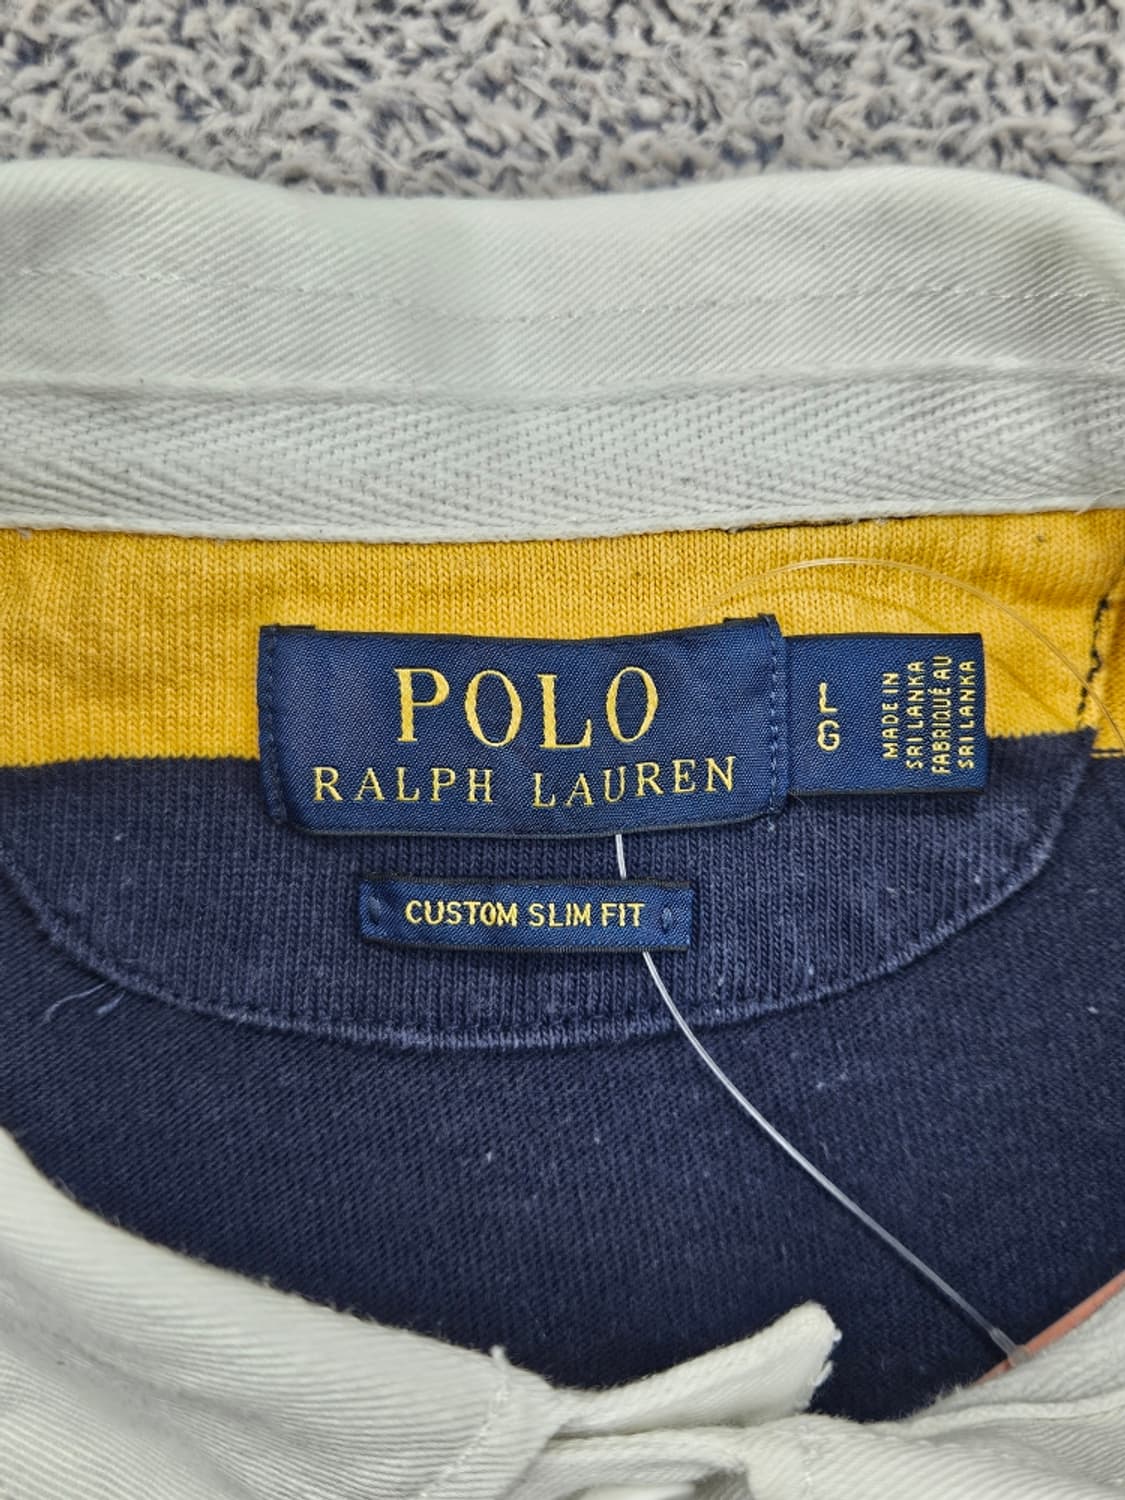 POLO
RALPH LAUREN
L
G
MADE IN
SRI LANKA
FABRIQUÉ AU
SRI LANKA
CUSTOM SLIM FIT